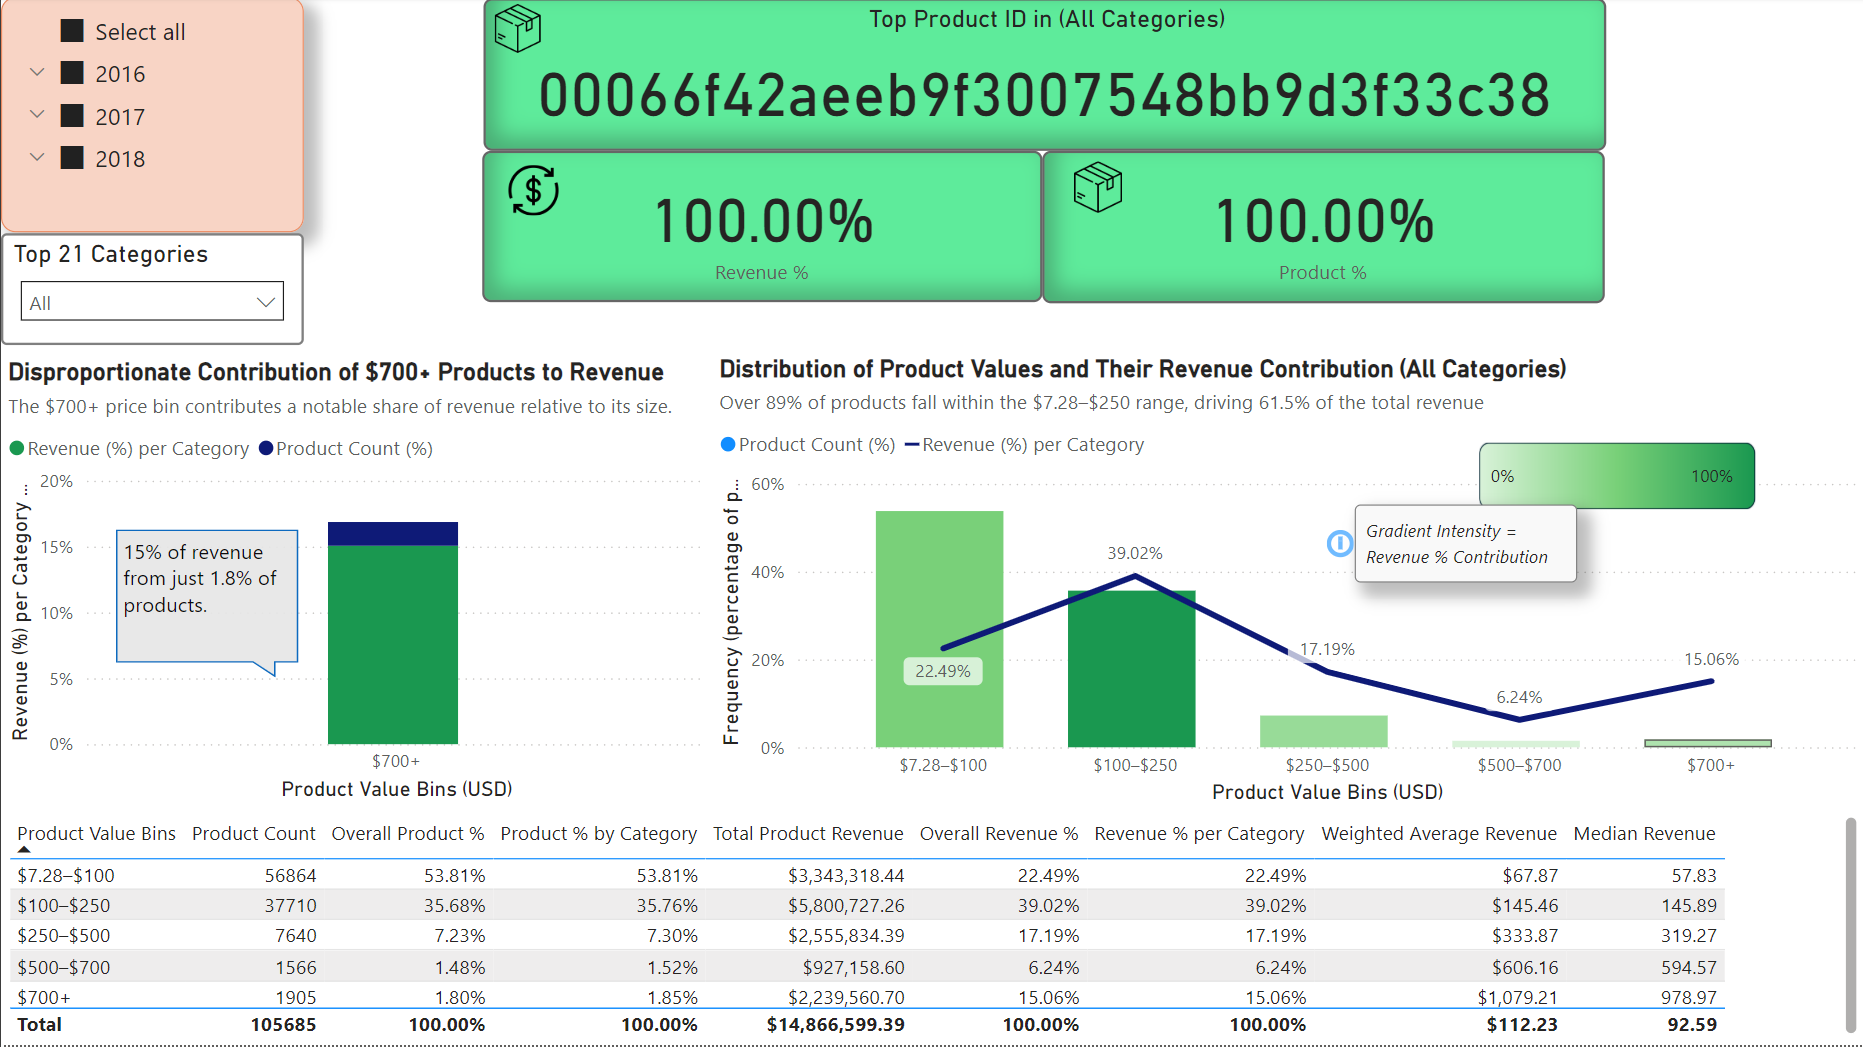 Select all
2016
2017
2018
Top 21 Categories
All
Top Product ID in (All Categories)
00066f42aeeb9f3007548bb9d3f33c38
100.00%
Revenue %
100.00%
Product %
Disproportionate Contribution of $700+ Products to Revenue
The $700+ price bin contributes a notable share of revenue relative to its size.
Revenue (%) per Category Product Count (%)
Revenue (%) per Category ...
20%
15%
10%
5%
0%
15% of revenue
from just 1.8% of
products.
$700+
Product Value Bins (USD)
Distribution of Product Values and Their Revenue Contribution (All Categories)
Over 89% of products fall within the $7.28–$250 range, driving 61.5% of the total revenue
Product Count (%) Revenue (%) per Category
0% 100%
Gradient Intensity =
Revenue % Contribution
Frequency (percentage of p...
60%
40%
20%
0%
22.49%
39.02%
17.19%
6.24%
15.06%
$7.28–$100 $100–$250 $250–$500 $500–$700 $700+
Product Value Bins (USD)
Product Value Bins Product Count Overall Product % Product % by Category Total Product Revenue Overall Revenue % Revenue % per Category Weighted Average Revenue Median Revenue
$7.28–$100 56864 53.81% 53.81% $3,343,318.44 22.49% 22.49% $67.87 57.83
$100–$250 37710 35.68% 35.76% $5,800,727.26 39.02% 39.02% $145.46 145.89
$250–$500 7640 7.23% 7.30% $2,555,834.39 17.19% 17.19% $333.87 319.27
$500–$700 1566 1.48% 1.52% $927,158.60 6.24% 6.24% $606.16 594.57
$700+ 1905 1.80% 1.85% $2,239,560.70 15.06% 15.06% $1,079.21 978.97
Total 105685 100.00% 100.00% $14,866,599.39 100.00% 100.00% $112.23 92.59